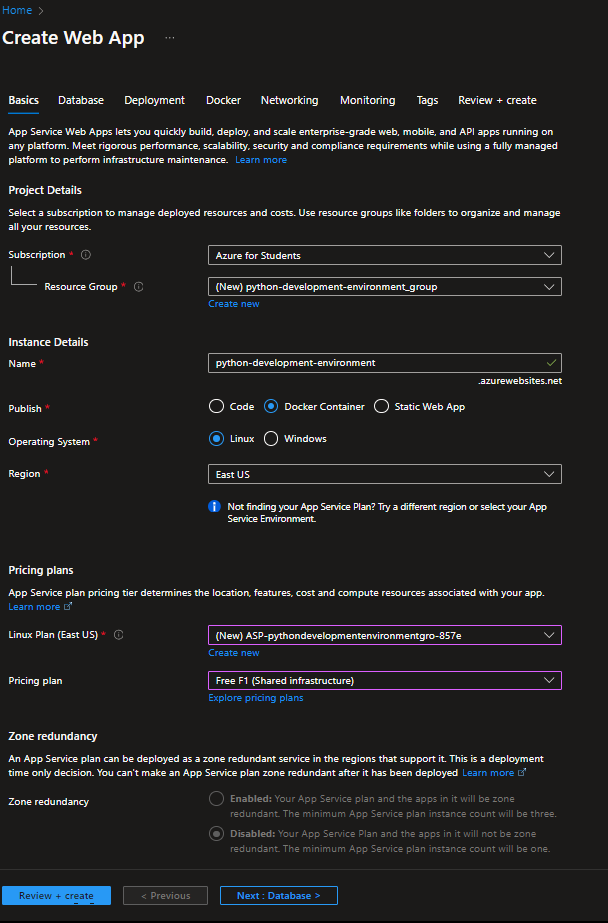 Home >
Create Web App ...
Basics Database Deployment Docker Networking Monitoring Tags Review + create
App Service Web Apps lets you quickly build, deploy, and scale enterprise-grade web, mobile, and API apps running on
any platform. Meet rigorous performance, scalability, security and compliance requirements while using a fully managed
platform to perform infrastructure maintenance. Learn more
Project Details
Select a subscription to manage deployed resources and costs. Use resource groups like folders to organize and manage
all your resources.
Subscription * Azure for Students
Resource Group * (New) python-development-environment_group
Create new
Instance Details
Name * python-development-environment
.azurewebsites.net
Publish * Code Docker Container Static Web App
Operating System * Linux Windows
Region * East US
Not finding your App Service Plan? Try a different region or select your App
Service Environment.
Pricing plans
App Service plan pricing tier determines the location, features, cost and compute resources associated with your app.
Learn more
Linux Plan (East US) * (New) ASP-pythondevelopmentenvironmentgro-857e
Create new
Pricing plan Free F1 (Shared infrastructure)
Explore pricing plans
Zone redundancy
An App Service plan can be deployed as a zone redundant service in the regions that support it. This is a deployment
time only decision. You can't make an App Service plan zone redundant after it has been deployed Learn more
Zone redundancy Enabled: Your App Service plan and the apps in it will be zone
redundant. The minimum App Service plan instance count will be three.
Disabled: Your App Service Plan and the apps in it will not be zone
redundant. The minimum App Service plan instance count will be one.
Review + create < Previous Next : Database >